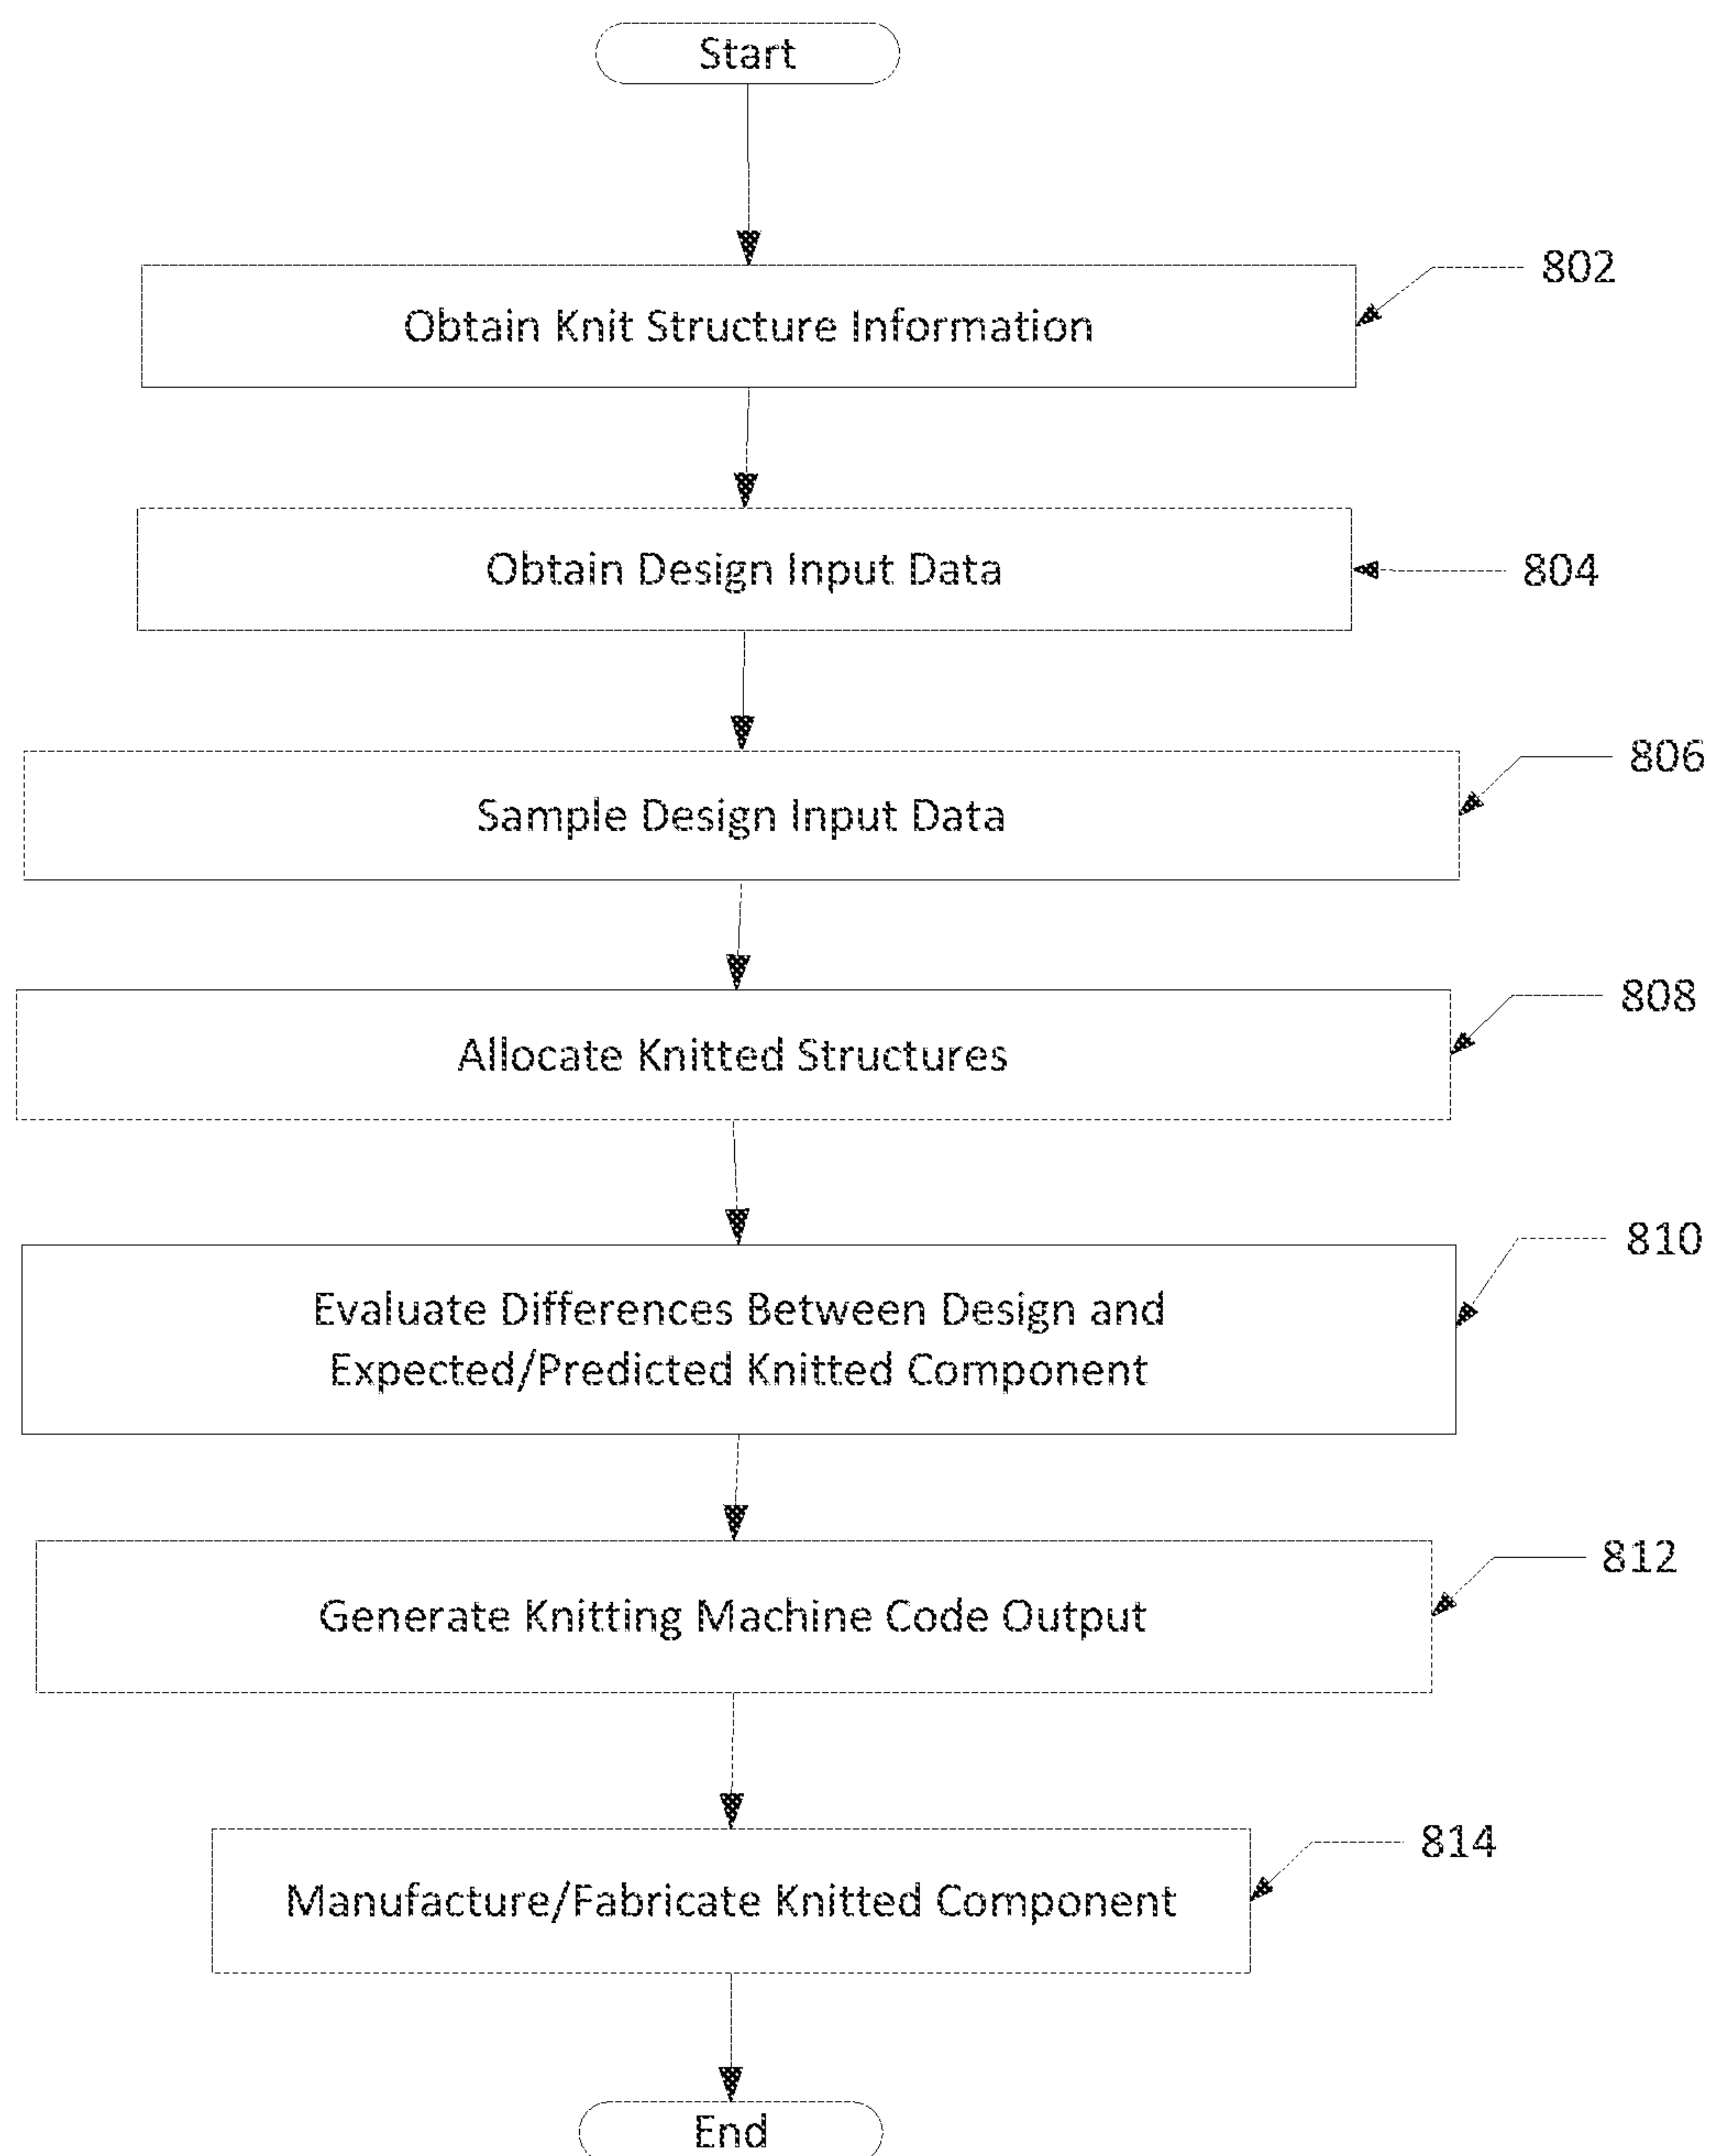 Start
802
Obtain Knit Structure Information
Obtain Design Input Data
804
806
Sample Design Input Data
808
Allocate Knitted Structures
810
Evaluate Differences Between Design and
Expected/Predicted Knitted Component
812
Generate Knitting Machine Code Output
814
Manufacture/Fabricate Knitted Component
End